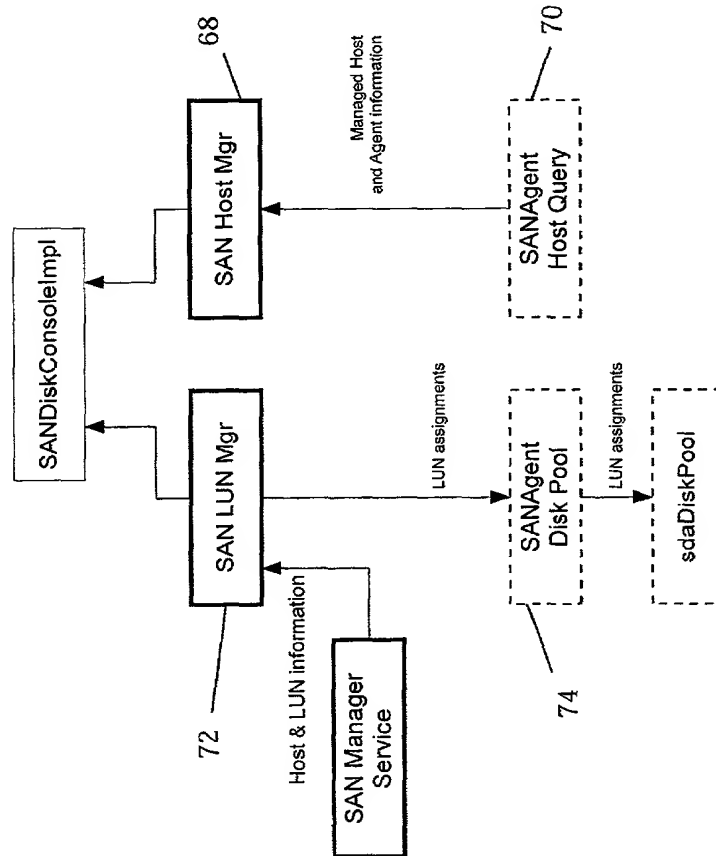 SANDiskConsoleImpl
SAN LUN Mgr
72
SAN Host Mgr
68
Host & LUN information
SAN Manager
Service
LUN assignments
Managed Host
and Agent information
SANAgent
Disk Pool
74
SANAgent
Host Query
70
LUN assignments
sdaDiskPool